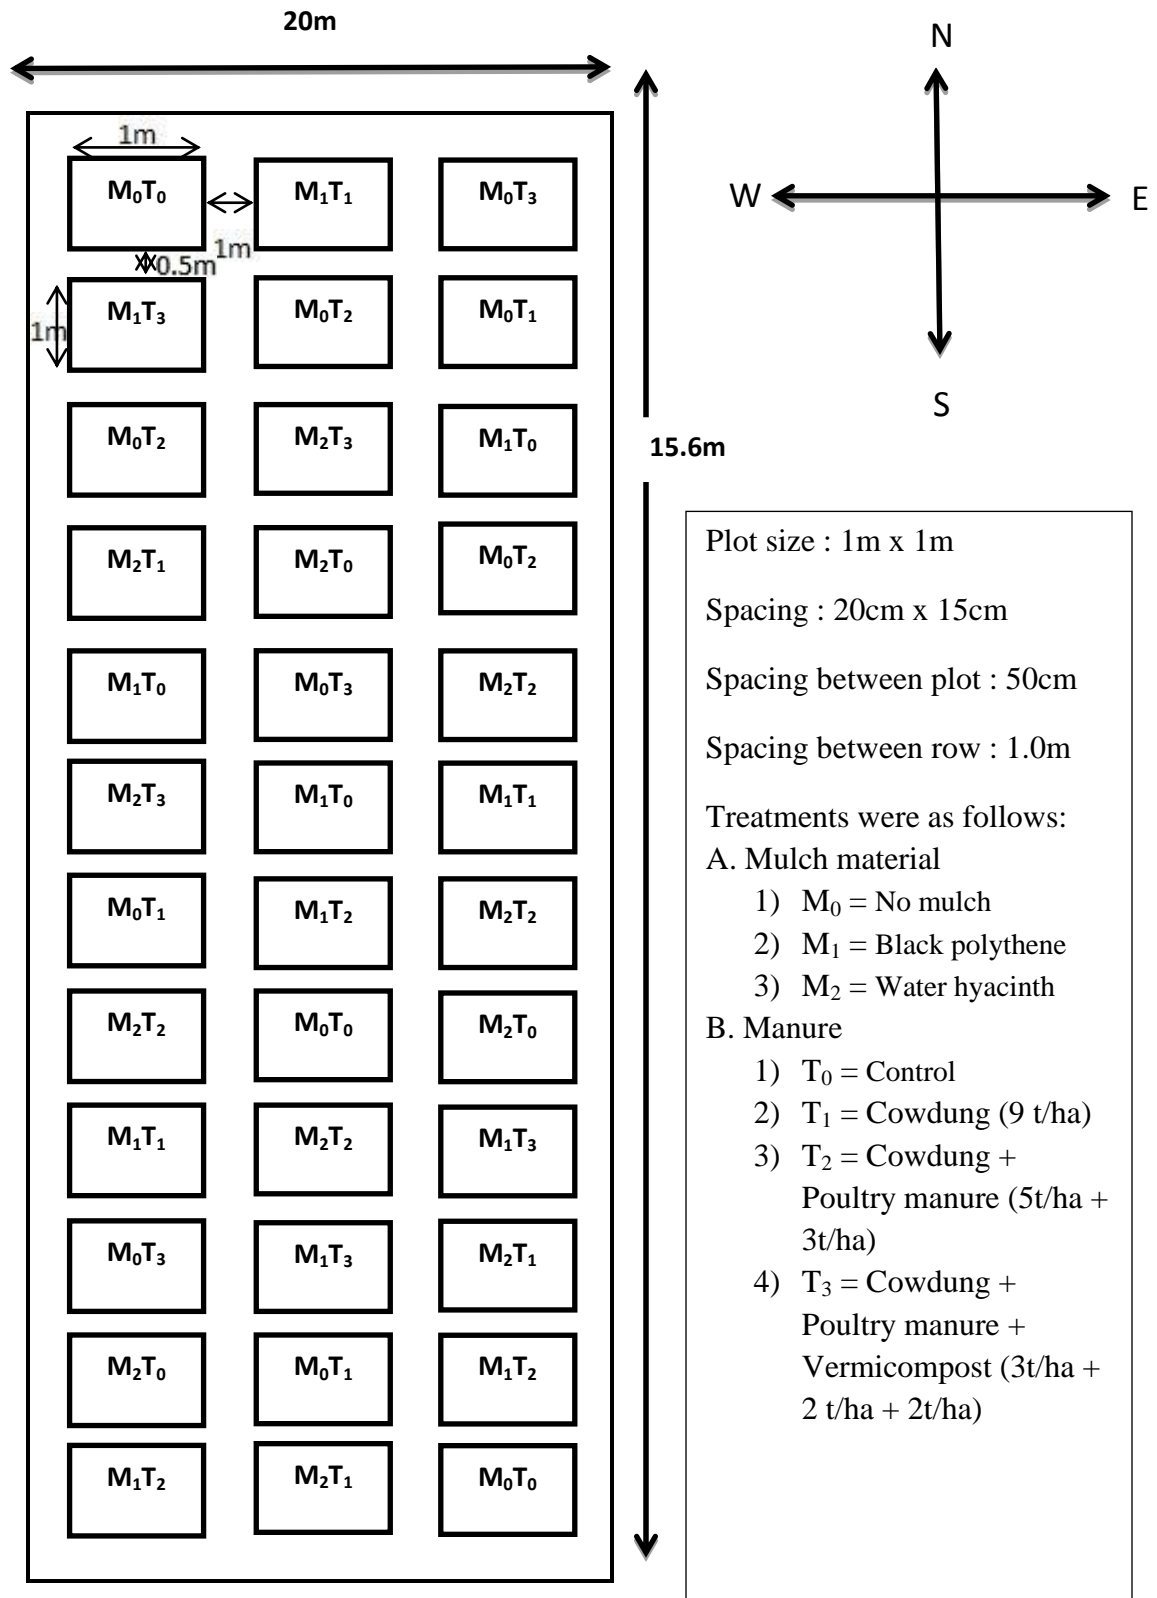 20m
N
1m
M₀T₀ M₁T₁ M₀T₃
W E
1m
0.5m
M₁T₃ M₀T₂ M₀T₁
1m
S
M₀T₂ M₂T₃ M₁T₀
15.6m
M₂T₁ M₂T₀ M₀T₂
M₁T₀ M₀T₃ M₂T₂
M₂T₃ M₁T₀ M₁T₁
M₀T₁ M₁T₂ M₂T₂
M₂T₂ M₀T₀ M₂T₀
M₁T₁ M₂T₂ M₁T₃
M₀T₃ M₁T₃ M₂T₁
M₂T₀ M₀T₁ M₁T₂
M₁T₂ M₂T₁ M₀T₀
Plot size : 1m x 1m
Spacing : 20cm x 15cm
Spacing between plot : 50cm
Spacing between row : 1.0m
Treatments were as follows:
A. Mulch material
1) M₀ = No mulch
2) M₁ = Black polythene
3) M₂ = Water hyacinth
B. Manure
1) T₀ = Control
2) T₁ = Cowdung (9 t/ha)
3) T₂ = Cowdung +
Poultry manure (5t/ha +
3t/ha)
4) T₃ = Cowdung +
Poultry manure +
Vermicompost (3t/ha +
2 t/ha + 2t/ha)